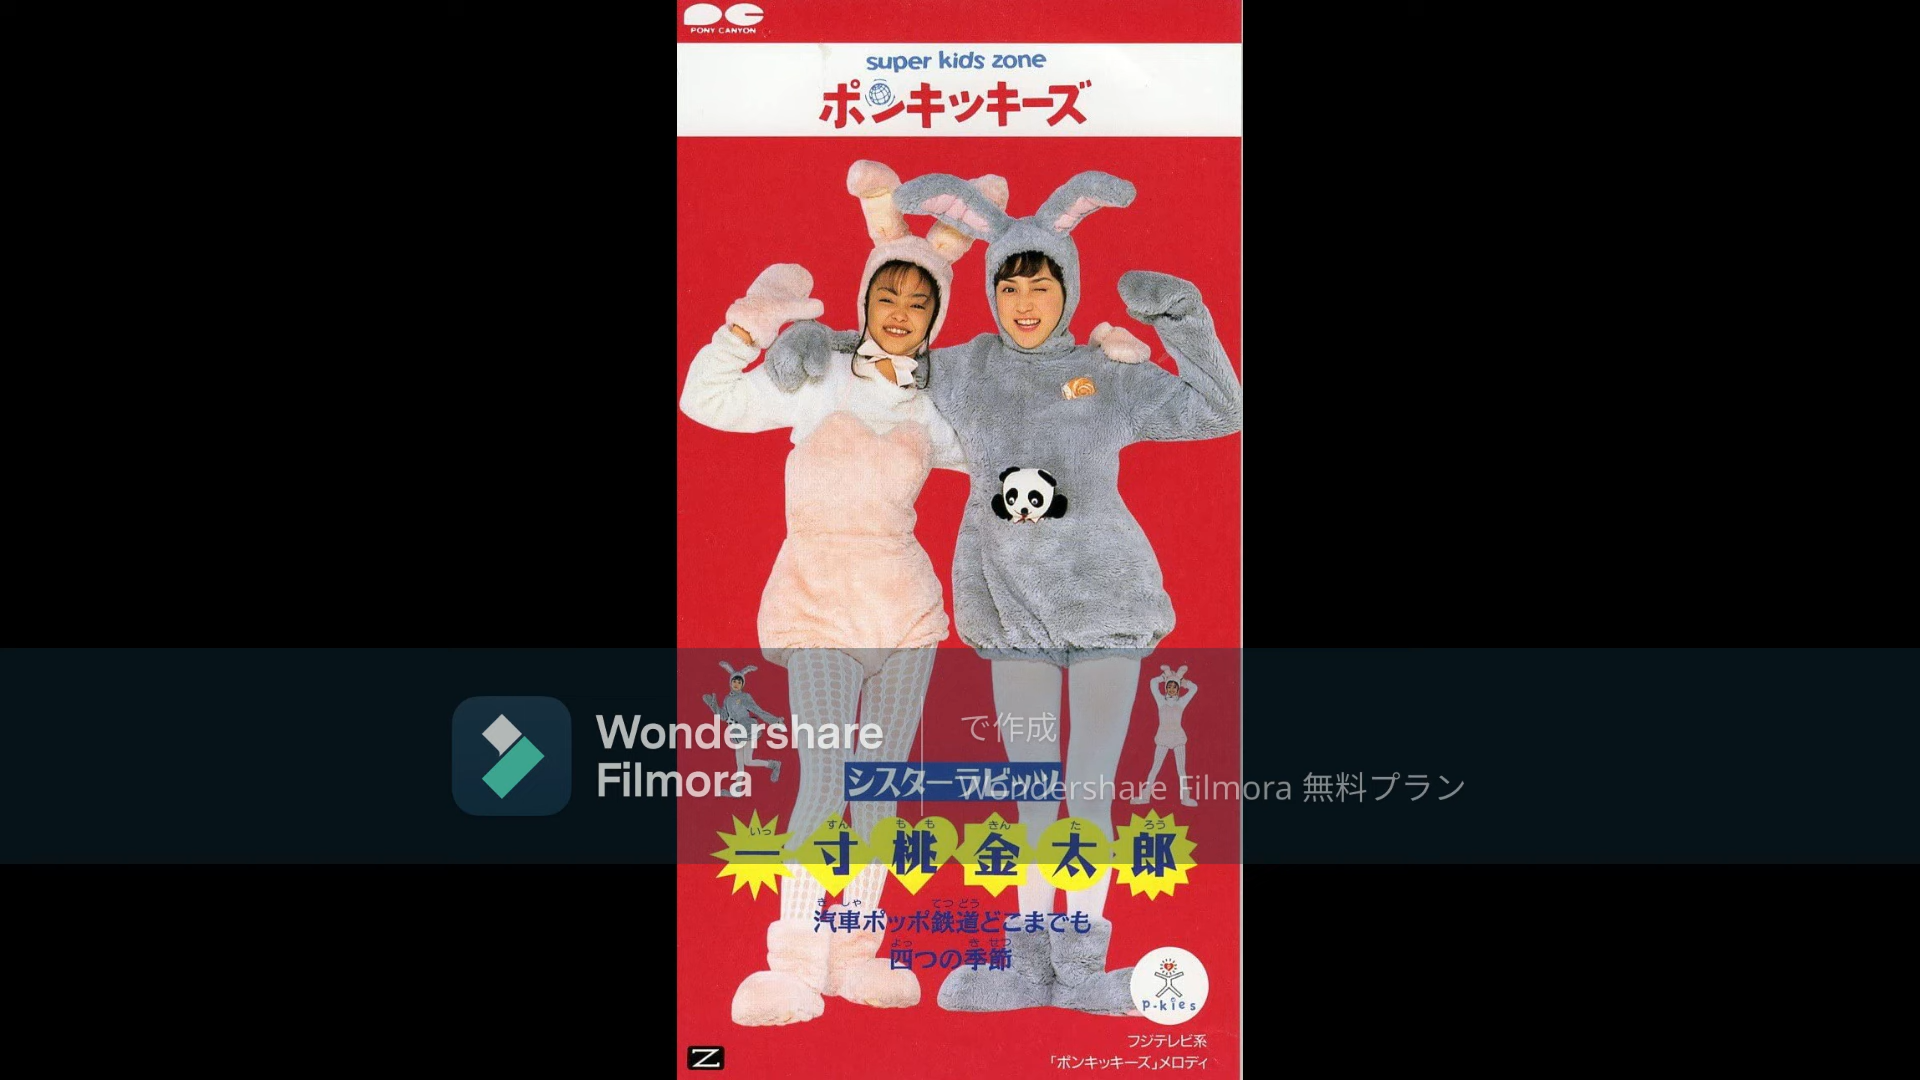 PONY CANYON
super kids zone
ポンキッキーズ
Wondershare
Filmora
で作成
Wondershare Filmora 無料プラン
シスターラビッツ
いっ すん もも きん た ろう
一寸桃金太郎
き しゃ てつ どう
汽車ポッポ鉄道どこまでも
よっ き せつ
四つの季節
p-kies
フジテレビ系
「ポンキッキーズ」メロディ
Z